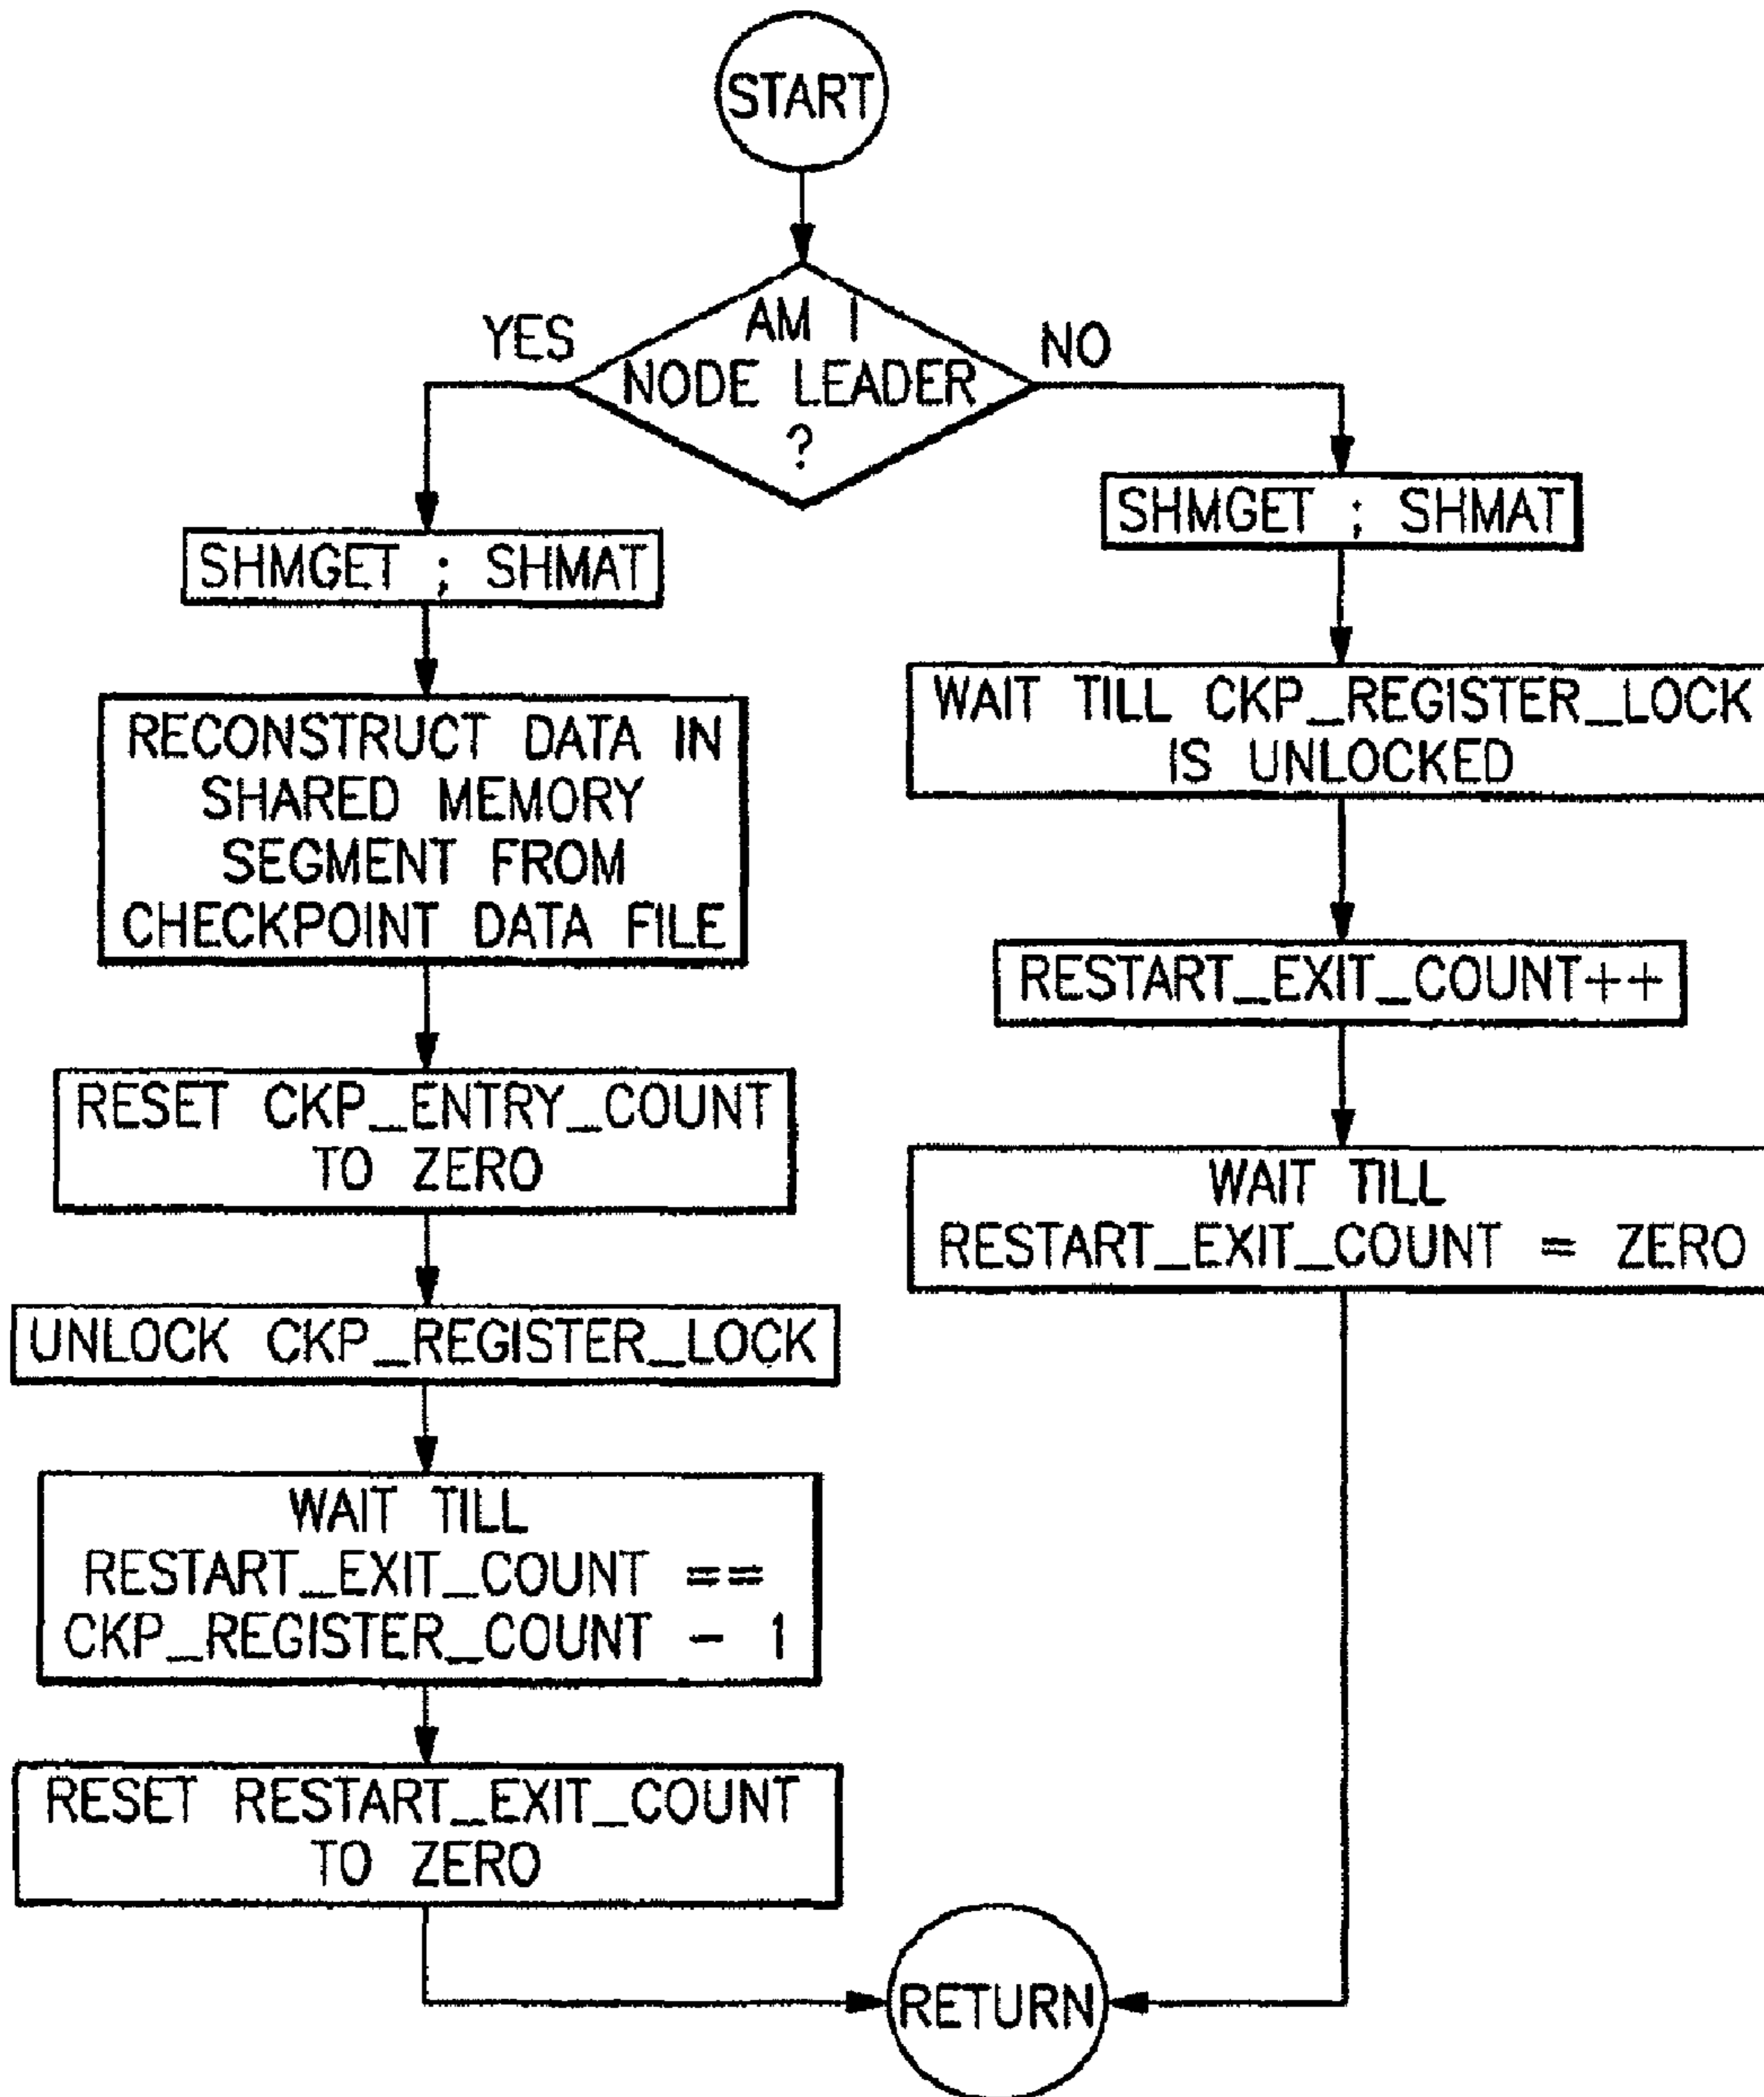 START
AM I
NODE LEADER
?
YES
NO
SHMGET ; SHMAT
RECONSTRUCT DATA IN
SHARED MEMORY
SEGMENT FROM
CHECKPOINT DATA FILE
RESET CKP_ENTRY_COUNT
TO ZERO
UNLOCK CKP_REGISTER_LOCK
WAIT TILL
RESTART_EXIT_COUNT ==
CKP_REGISTER_COUNT - 1
RESET RESTART_EXIT_COUNT
TO ZERO
SHMGET ; SHMAT
WAIT TILL CKP_REGISTER_LOCK
IS UNLOCKED
RESTART_EXIT_COUNT++
WAIT TILL
RESTART_EXIT_COUNT = ZERO
RETURN